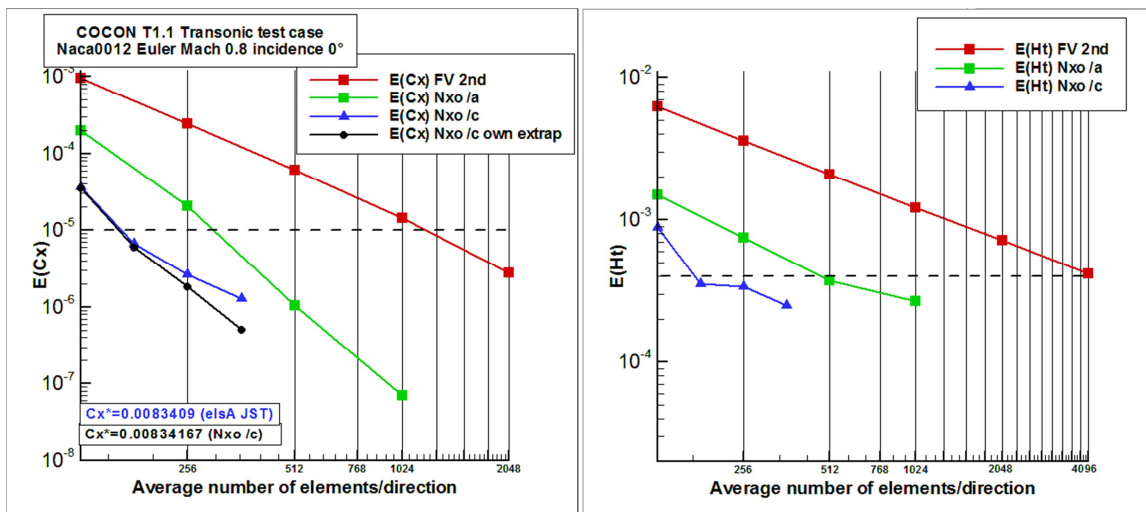 COCON T1.1 Transonic test case
Naca0012 Euler Mach 0.8 incidence 0°
E(Cx) FV 2nd
E(Cx) Nxo /a
E(Cx) Nxo /c
E(Cx) Nxo /c own extrap
10-3
10-4
10-5
10-6
10-7
10-8
E(Cx)
Cx*=0.0083409 (elsA JST)
Cx*=0.00834167 (Nxo /c)
256
512
768
1024
2048
Average number of elements/direction
E(Ht) FV 2nd
E(Ht) Nxo /a
E(Ht) Nxo /c
10-2
10-3
10-4
E(Ht)
256
512
768
1024
2048
4096
Average number of elements/direction